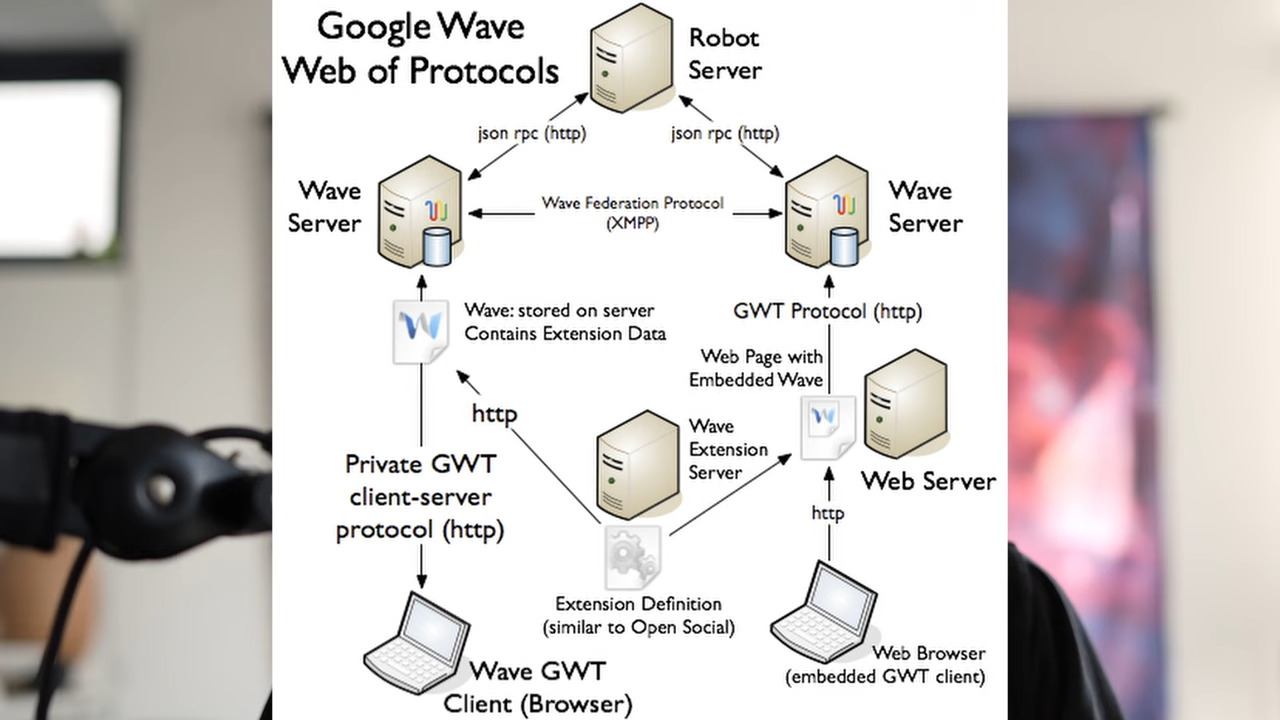 Google Wave
Web of Protocols
Robot
Server
json rpc (http)
json rpc (http)
Wave
Server
Wave Federation Protocol
(XMPP)
Wave
Server
Wave: stored on server
Contains Extension Data
GWT Protocol (http)
Web Page with
Embedded Wave
http
Wave
Extension
Server
Web Server
Private GWT
client-server
protocol (http)
http
Extension Definition
(similar to Open Social)
Web Browser
(embedded GWT client)
Wave GWT
Client (Browser)